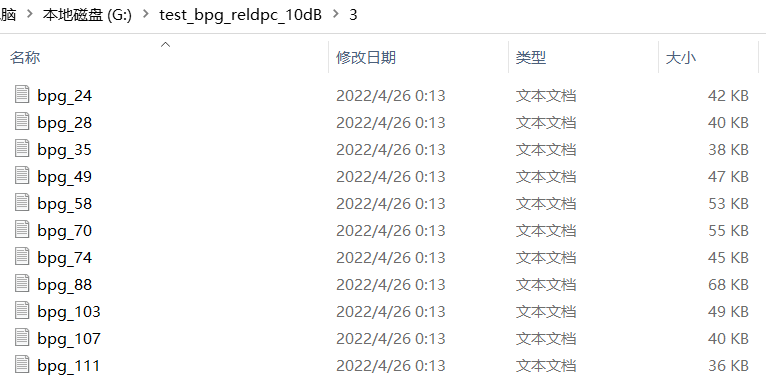 脑 > 本地磁盘 (G:) > test_bpg_reldpc_10dB > 3
名称 修改日期 类型 大小
bpg_24 2022/4/26 0:13 文本文档 42 KB
bpg_28 2022/4/26 0:13 文本文档 40 KB
bpg_35 2022/4/26 0:13 文本文档 38 KB
bpg_49 2022/4/26 0:13 文本文档 47 KB
bpg_58 2022/4/26 0:13 文本文档 53 KB
bpg_70 2022/4/26 0:13 文本文档 55 KB
bpg_74 2022/4/26 0:13 文本文档 45 KB
bpg_88 2022/4/26 0:13 文本文档 68 KB
bpg_103 2022/4/26 0:13 文本文档 49 KB
bpg_107 2022/4/26 0:13 文本文档 40 KB
bpg_111 2022/4/26 0:13 文本文档 36 KB